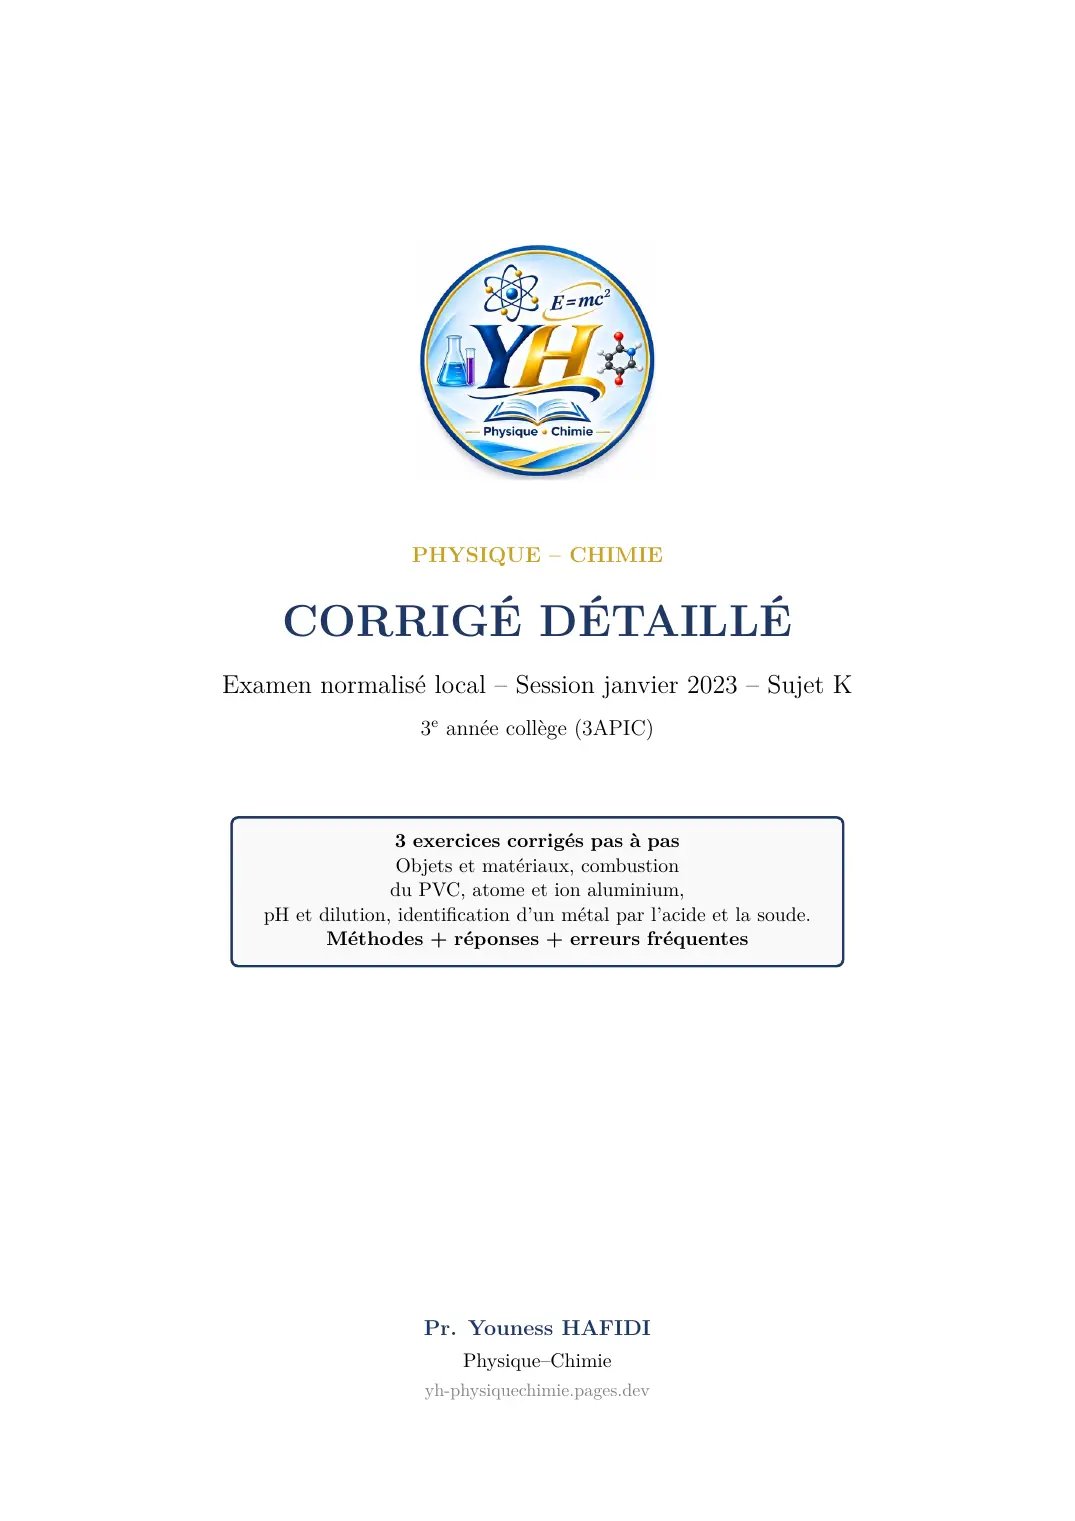 E=mc²
YH
Physique • Chimie
PHYSIQUE – CHIMIE
CORRIGÉ DÉTAILLÉ
Examen normalisé local – Session janvier 2023 – Sujet K
3ᵉ année collège (3APIC)
3 exercices corrigés pas à pas
Objets et matériaux, combustion
du PVC, atome et ion aluminium,
pH et dilution, identification d'un métal par l'acide et la soude.
Méthodes + réponses + erreurs fréquentes
Pr. Youness HAFIDI
Physique–Chimie
yh-physiquechimie.pages.dev